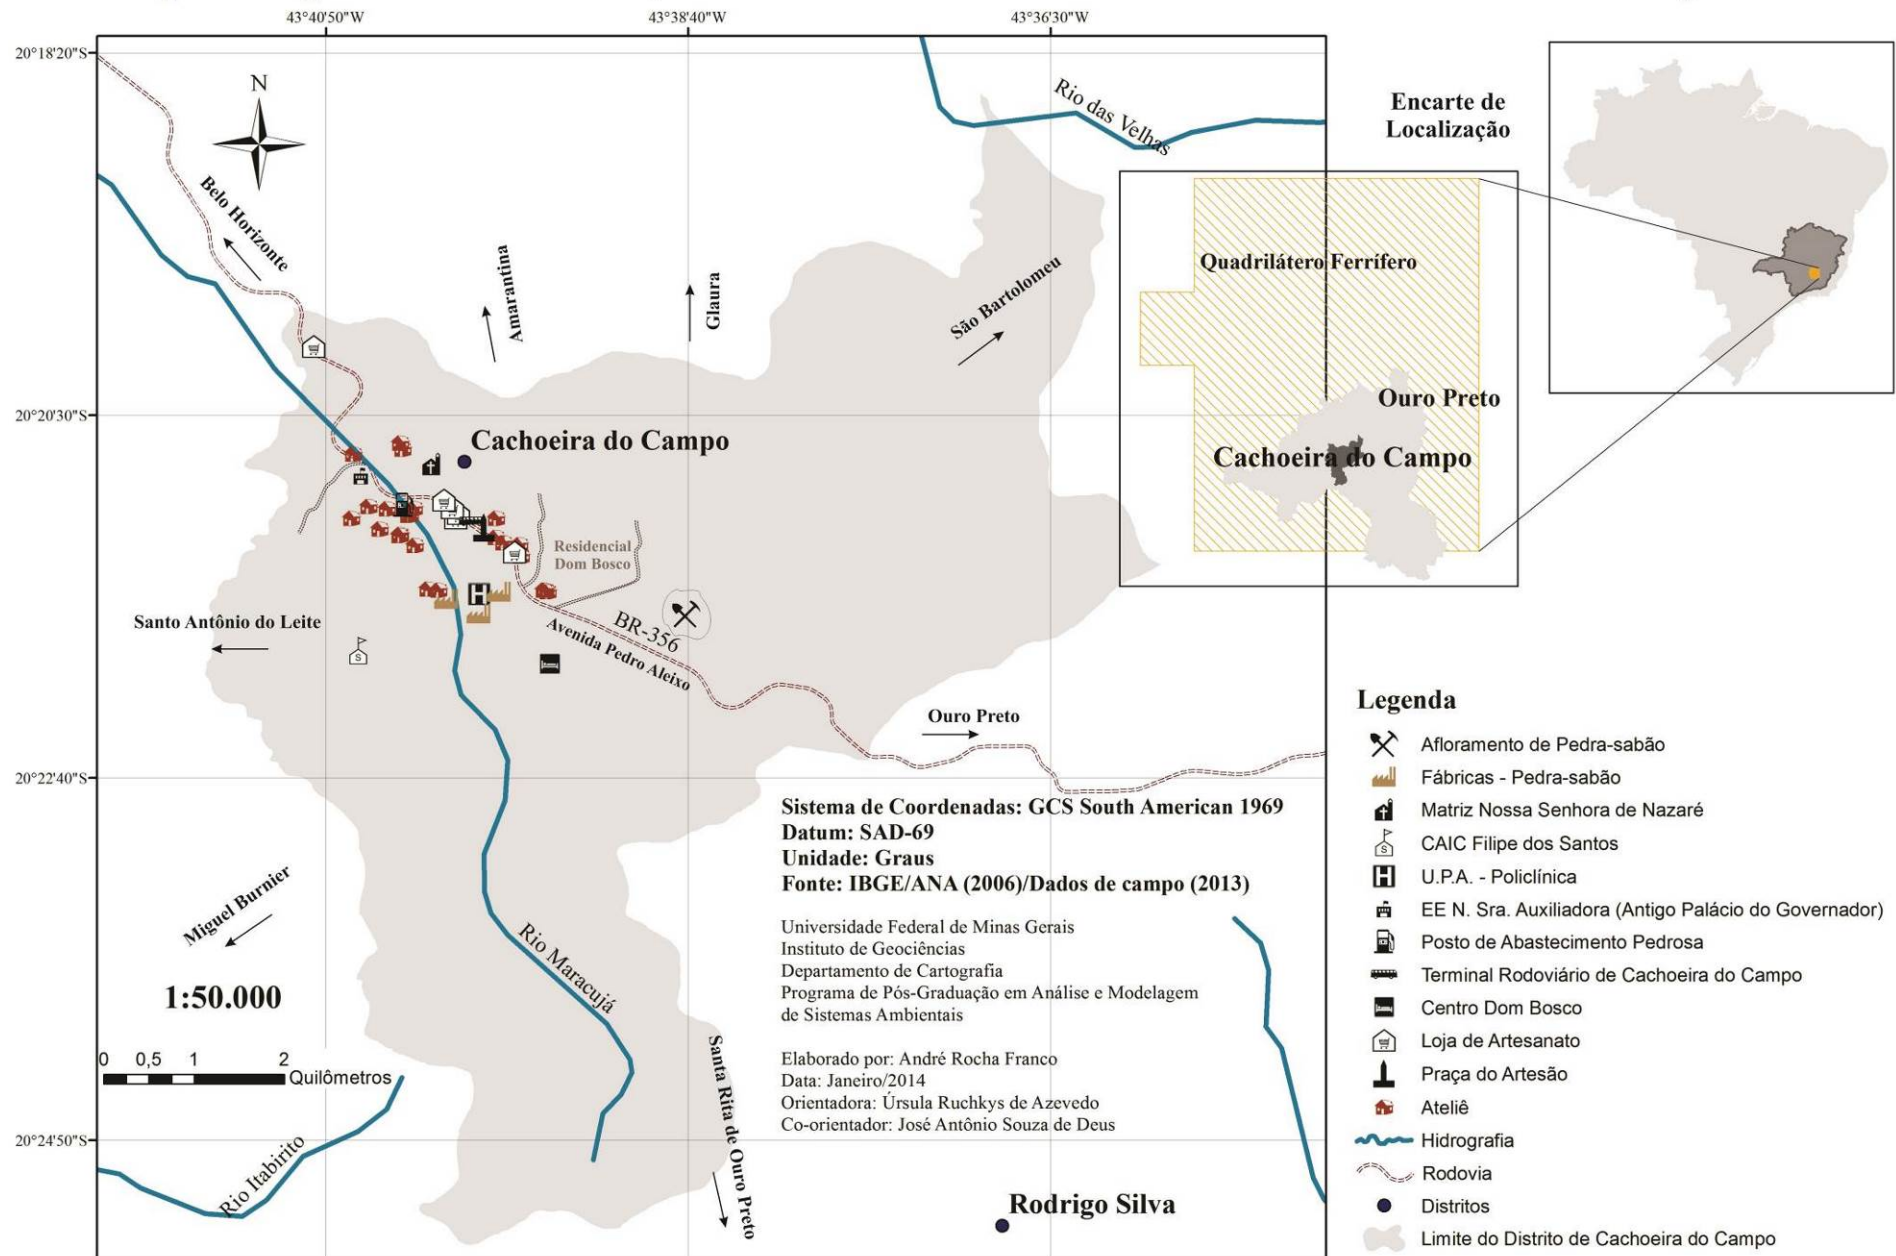 43°40'50"W
43°38'40"W
43°36'30"W
20°18'20"S
20°20'30"S
20°22'40"S
20°24'50"S
N
Belo Horizonte
Amarantina
Glaura
São Bartolomeu
Rio das Velhas
Encarte de
Localização
Quadrilátero Ferrífero
Ouro Preto
Cachoeira do Campo
Cachoeira do Campo
Residencial
Dom Bosco
Santo Antônio do Leite
S
H
BR-356
Avenida Pedro Aleixo
Ouro Preto
Miguel Burnier
1:50.000
0 0,5 1 2
Quilômetros
Rio Itabirito
Rio Maracujá
Santa Rita de Ouro Preto
Rodrigo Silva
Sistema de Coordenadas: GCS South American 1969
Datum: SAD-69
Unidade: Graus
Fonte: IBGE/ANA (2006)/Dados de campo (2013)
Universidade Federal de Minas Gerais
Instituto de Geociências
Departamento de Cartografia
Programa de Pós-Graduação em Análise e Modelagem
de Sistemas Ambientais
Elaborado por: André Rocha Franco
Data: Janeiro/2014
Orientadora: Úrsula Ruchkys de Azevedo
Co-orientador: José Antônio Souza de Deus
Legenda
Afloramento de Pedra-sabão
Fábricas - Pedra-sabão
Matriz Nossa Senhora de Nazaré
S CAIC Filipe dos Santos
H U.P.A. - Policlínica
EE N. Sra. Auxiliadora (Antigo Palácio do Governador)
Posto de Abastecimento Pedrosa
Terminal Rodoviário de Cachoeira do Campo
Centro Dom Bosco
Loja de Artesanato
Praça do Artesão
Ateliê
Hidrografia
Rodovia
Distritos
Limite do Distrito de Cachoeira do Campo